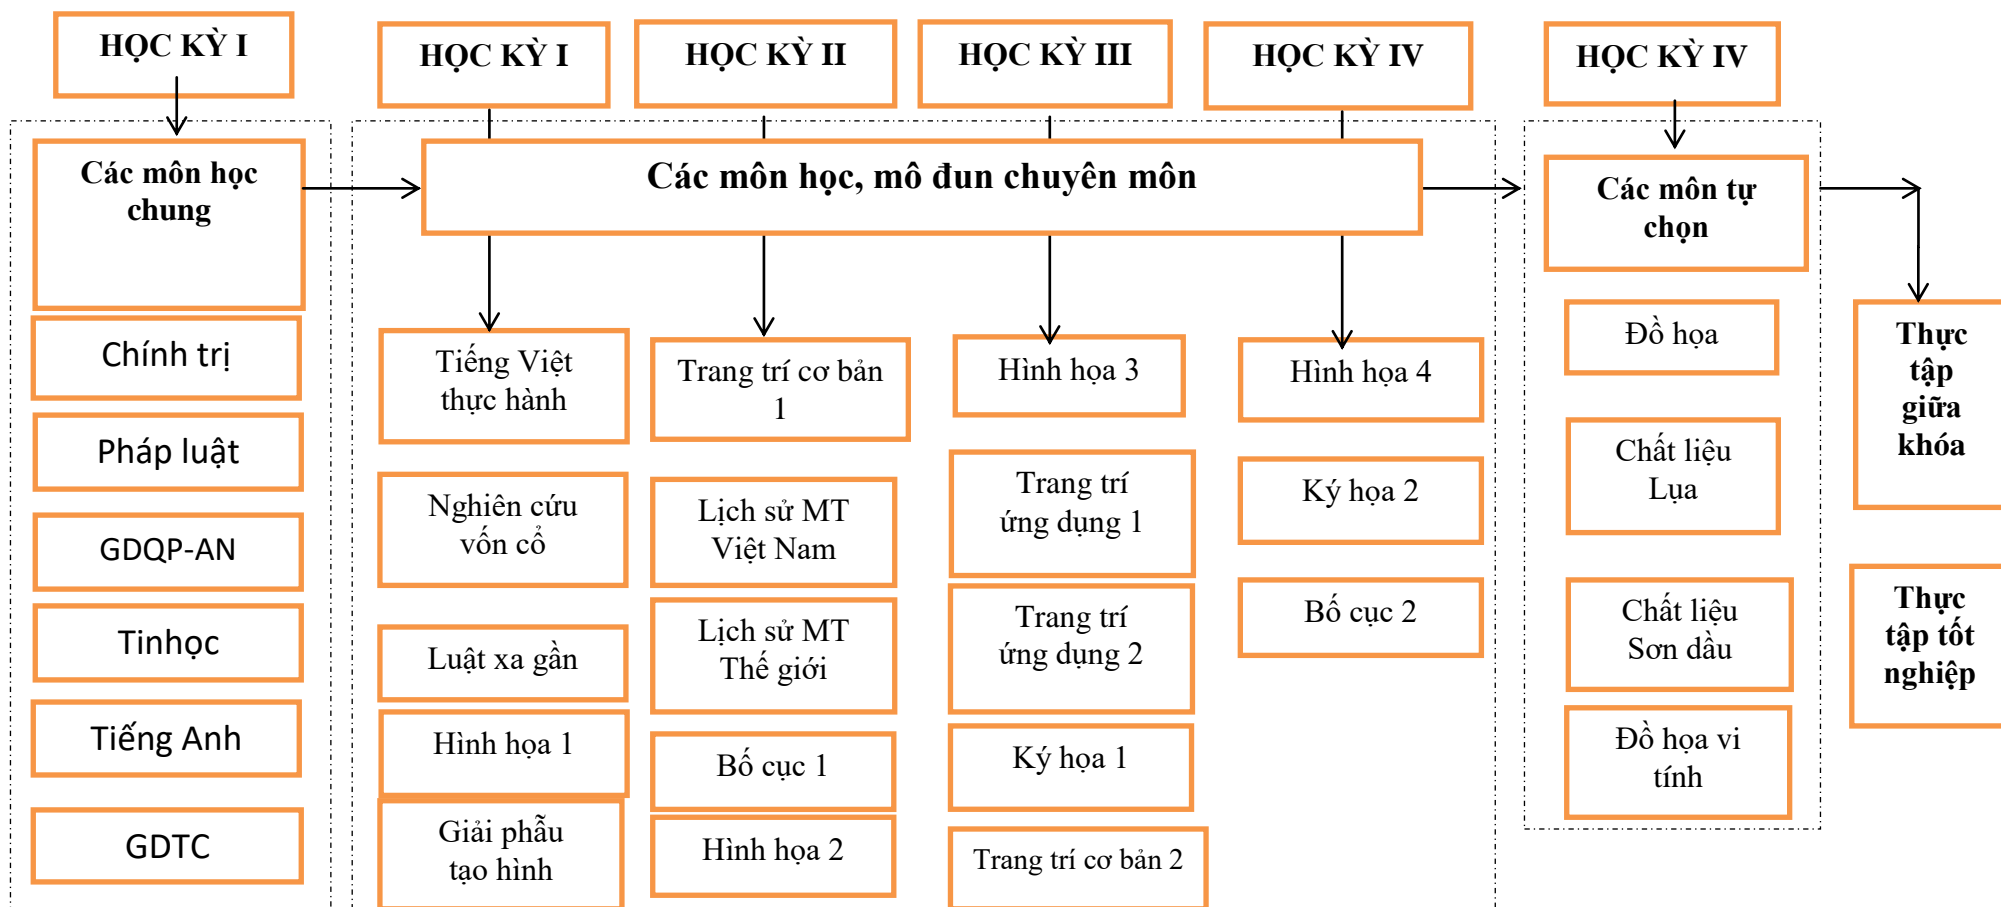 HỌC KỲ I
HỌC KỲ I
HỌC KỲ II
HỌC KỲ III
HỌC KỲ IV
HỌC KỲ IV
Các môn học
chung
Các môn học, mô đun chuyên môn
Các môn tự
chọn
Chính trị
Pháp luật
GDQP-AN
Tinhọc
Tiếng Anh
GDTC
Tiếng Việt
thực hành
Nghiên cứu
vốn cổ
Luật xa gần
Hình họa 1
Giải phẫu
tạo hình
Trang trí cơ bản
1
Lịch sử MT
Việt Nam
Lịch sử MT
Thế giới
Bố cục 1
Hình họa 2
Hình họa 3
Trang trí
ứng dụng 1
Trang trí
ứng dụng 2
Ký họa 1
Trang trí cơ bản 2
Hình họa 4
Ký họa 2
Bố cục 2
Đồ họa
Chất liệu
Lụa
Chất liệu
Sơn dầu
Đồ họa vi
tính
Thực
tập
giữa
khóa
Thực
tập tốt
nghiệp